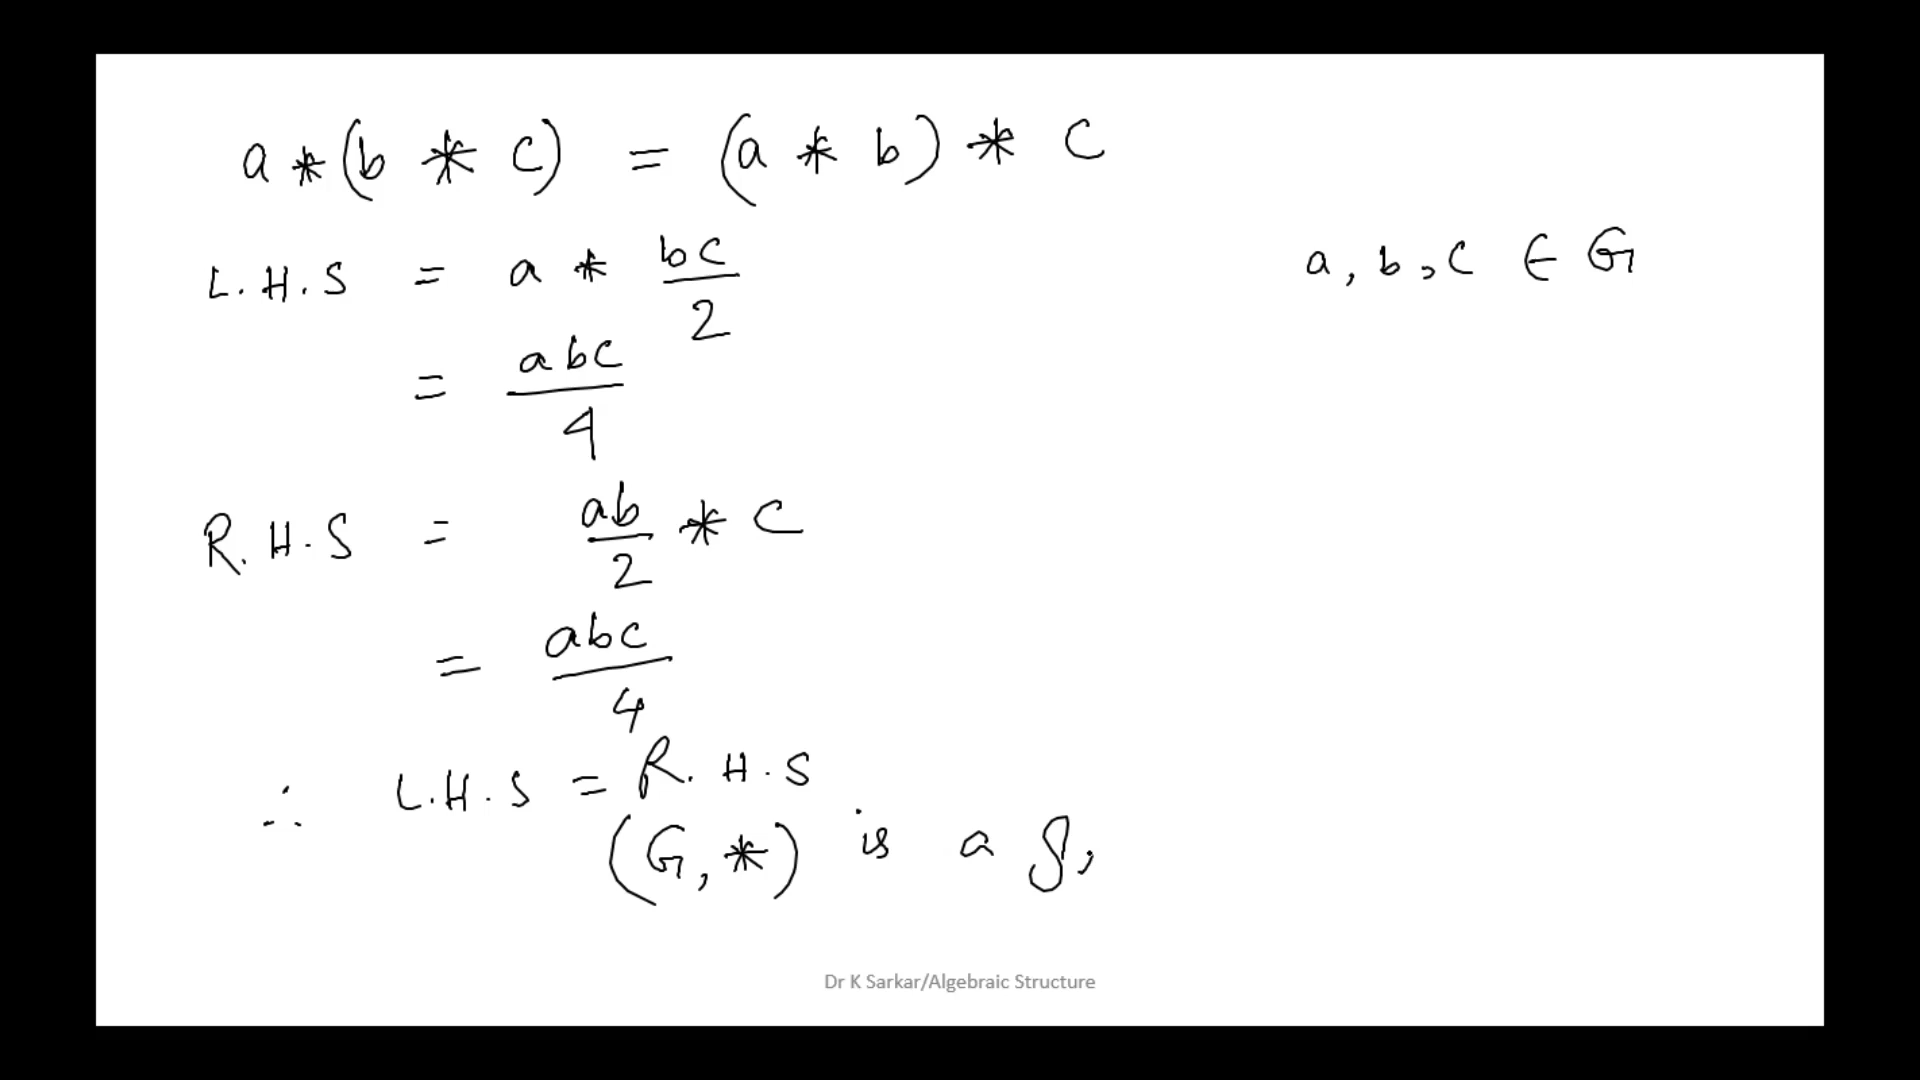 a * (b * c) = (a * b) * c
L.H.S = a * bc/2
a, b, c ∈ G
= abc/4
R.H.S = ab/2 * c
= abc/4
∴ L.H.S = R.H.S
(G, *) is a
Dr K Sarkar/Algebraic Structure